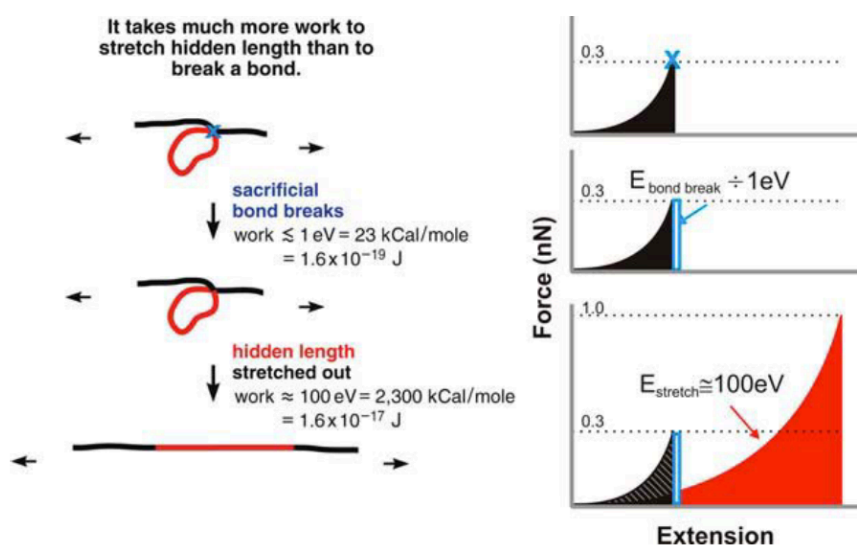 It takes much more work to
stretch hidden length than to
break a bond.
sacrificial
bond breaks
work ≲ 1 eV = 23 kCal/mole
= 1.6 x 10⁻¹⁹ J
hidden length
stretched out
work ≈ 100 eV = 2,300 kCal/mole
= 1.6 x 10⁻¹⁷ J
Force (nN)
0.3
X
0.3
E bond break ÷ 1eV
1.0
E stretch ≅ 100eV
0.3
Extension